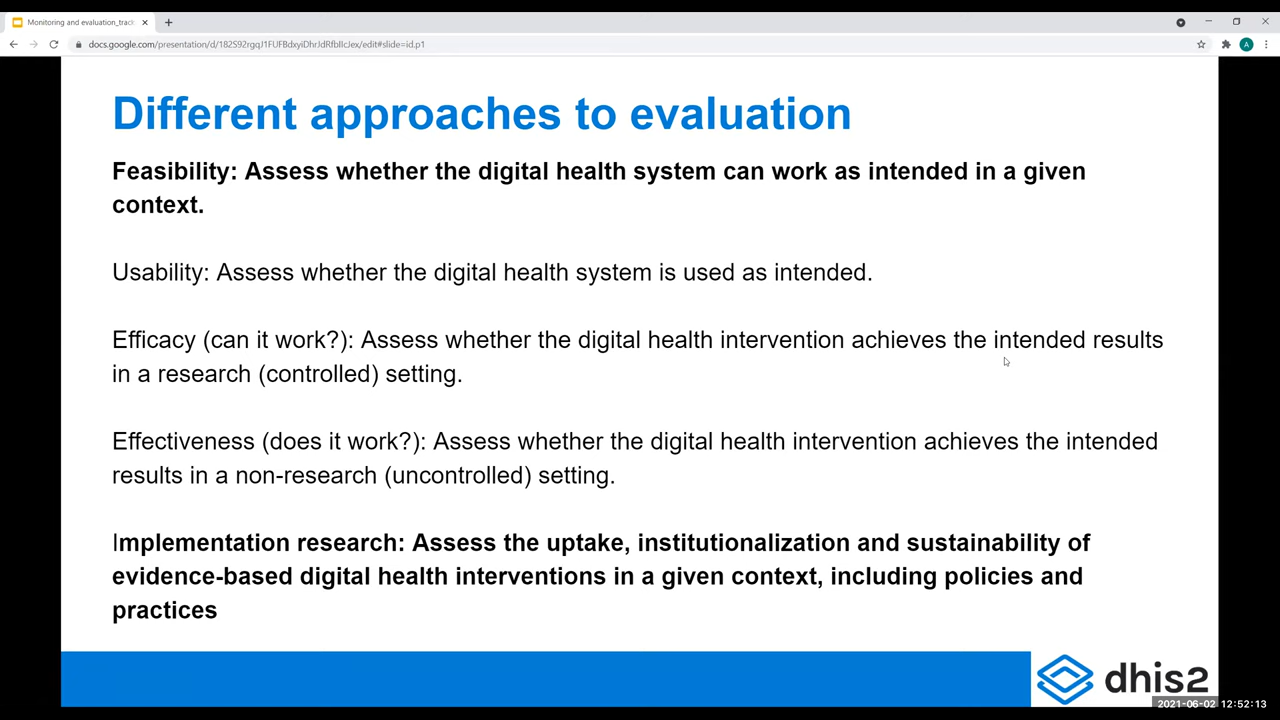 Monitoring and evaluation_track
docs.google.com/presentation/d/
Different approaches to evaluation
Feasibility: Assess whether the digital health system can work as intended in a given
context.
Usability: Assess whether the digital health system is used as intended.
Efficacy (can it work?): Assess whether the digital health intervention achieves the intended results
in a research (controlled) setting.
Effectiveness (does it work?): Assess whether the digital health intervention achieves the intended
results in a non-research (uncontrolled) setting.
Implementation research: Assess the uptake, institutionalization and sustainability of
evidence-based digital health interventions in a given context, including policies and
practices
dhis2
2021-06-02 12:52:13